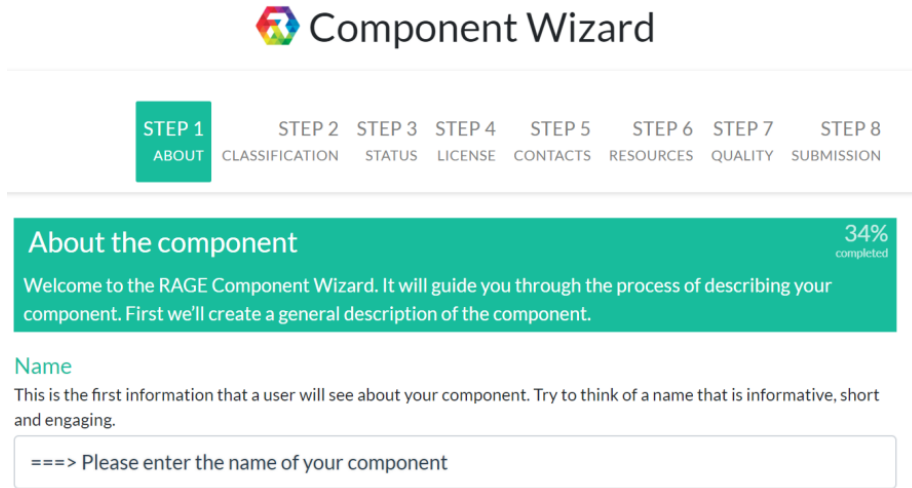 Component Wizard
STEP 1 STEP 2 STEP 3 STEP 4 STEP 5 STEP 6 STEP 7 STEP 8
ABOUT CLASSIFICATION STATUS LICENSE CONTACTS RESOURCES QUALITY SUBMISSION
About the component
34%
completed
Welcome to the RAGE Component Wizard. It will guide you through the process of describing your
component. First we'll create a general description of the component.
Name
This is the first information that a user will see about your component. Try to think of a name that is informative, short
and engaging.
===> Please enter the name of your component